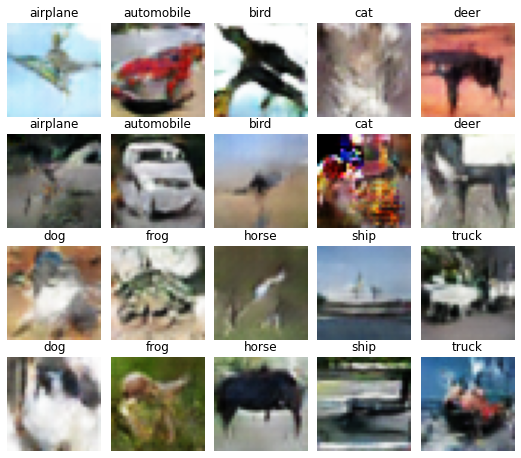 airplane automobile bird cat deer
airplane automobile bird cat deer
dog frog horse ship truck
dog frog horse ship truck